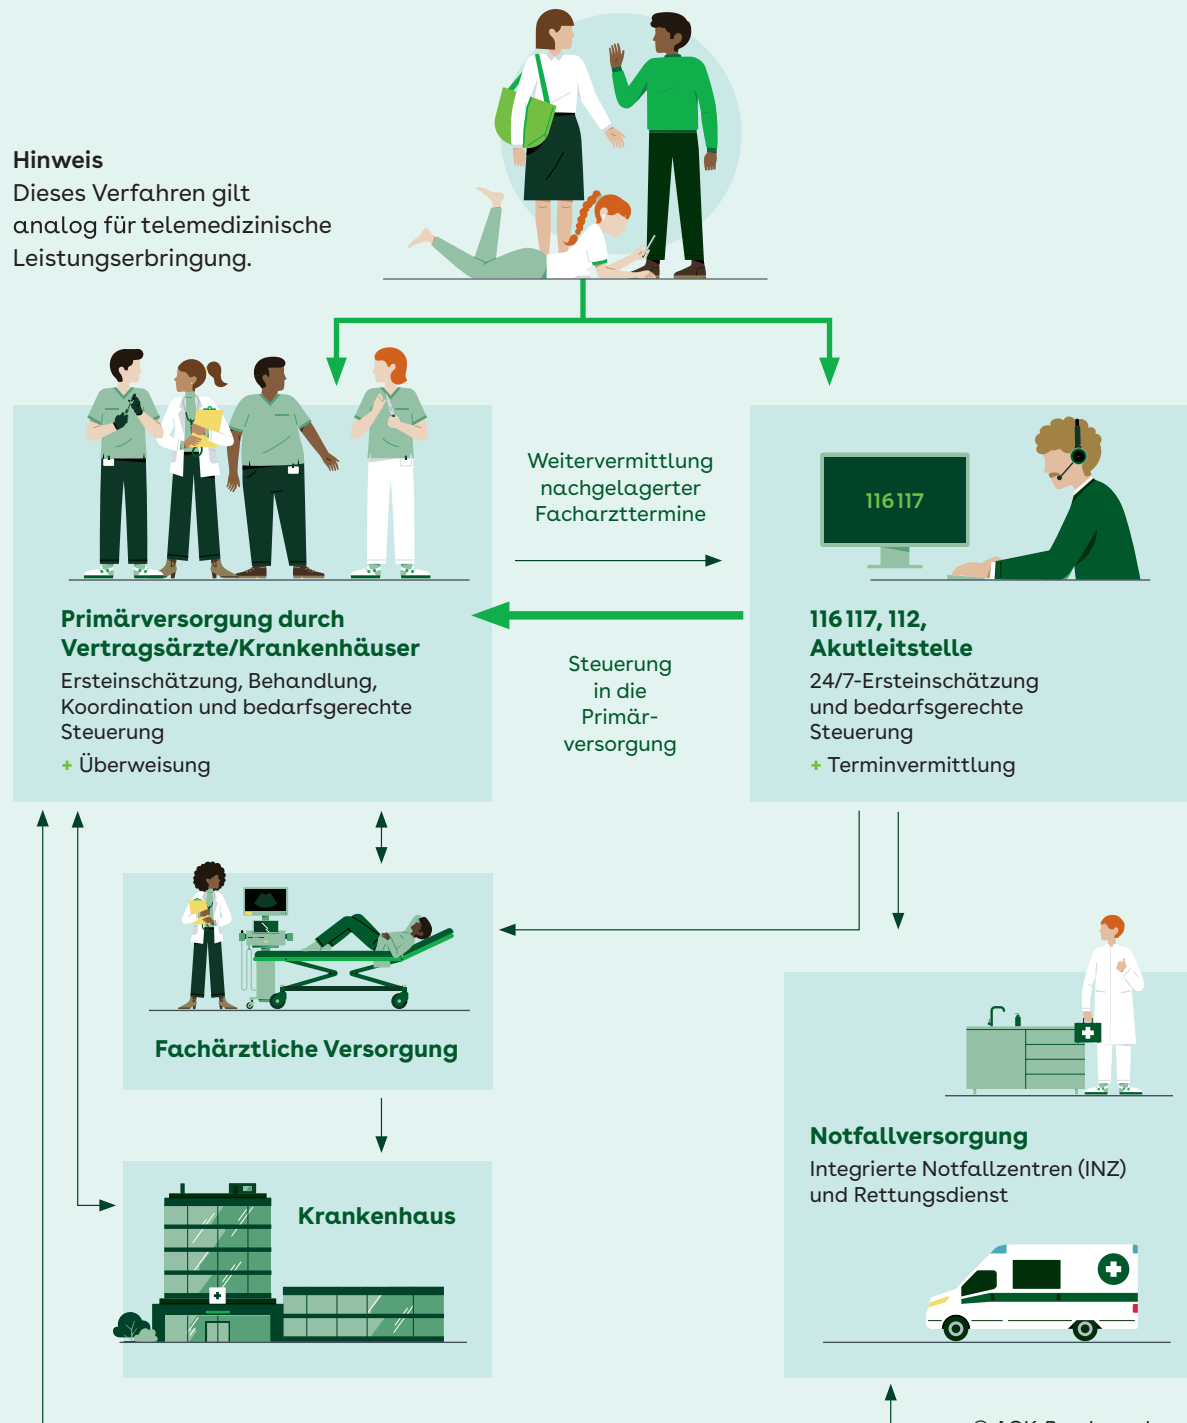 Hinweis
Dieses Verfahren gilt
analog für telemedizinische
Leistungserbringung.
Weitervermittlung
nachgelagerter
Facharzttermine
116 117
Primärversorgung durch
Vertragsärzte/Krankenhäuser
Ersteinschätzung, Behandlung,
Koordination und bedarfsgerechte
Steuerung
+ Überweisung
Steuerung
in die
Primär-
versorgung
116 117, 112,
Akutleitstelle
24/7-Ersteinschätzung
und bedarfsgerechte
Steuerung
+ Terminvermittlung
Fachärztliche Versorgung
Krankenhaus
Notfallversorgung
Integrierte Notfallzentren (INZ)
und Rettungsdienst